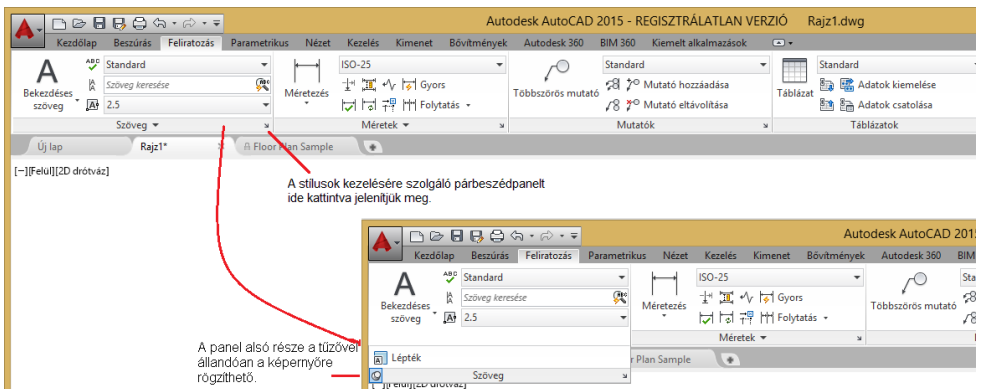 Autodesk AutoCAD 2015 - REGISZTRÁLATLAN VERZIÓ Rajz1.dwg
Kezdőlap Beszúrás Feliratozás Parametrikus Nézet Kezelés Kimenet Bővítmények Autodesk 360 BIM 360 Kiemelt alkalmazások
A ABC Standard ISO-25 Standard Standard
Bekezdéses szöveg
Szöveg keresése
2.5
Méretezés
Gyors
Folytatás
Többszörös mutató
Mutató hozzáadása
Mutató eltávolítása
Táblázat
Adatok kiemelése
Adatok csatolása
Szöveg Méretek Mutatók Táblázatok
Új lap Rajz1* Floor Plan Sample
[−][Felül][2D drótváz]
A stílusok kezelésére szolgáló párbeszédpanelt
ide kattintva jelenítjük meg.
Autodesk AutoCAD 201
Kezdőlap Beszúrás Feliratozás Parametrikus Nézet Kezelés Kimenet Bővítmények Autodesk 360 BIM
A ABC Standard ISO-25 Sta
Bekezdéses szöveg
Szöveg keresése
2.5
Méretezés
Gyors
Folytatás
Többszörös mutató
Méretek
Lépték
r Plan Sample
Szöveg
A panel alsó része a tűzővel
állandóan a képernyőre
rögzíthető.